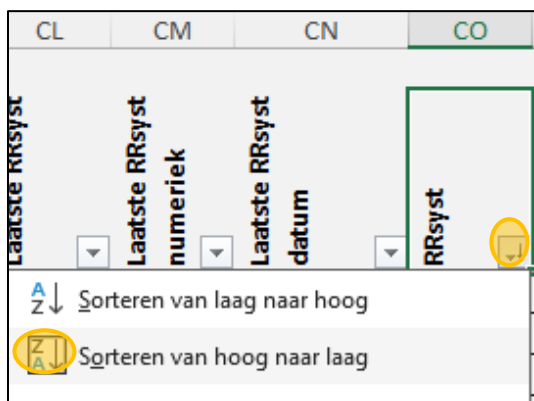 CL CM CN CO
Laatste RRsyst
Laatste RRsyst
numeriek
Laatste RRsyst
datum
RRsyst
A
Z
Sorteren van laag naar hoog
Z
A
Sorteren van hoog naar laag